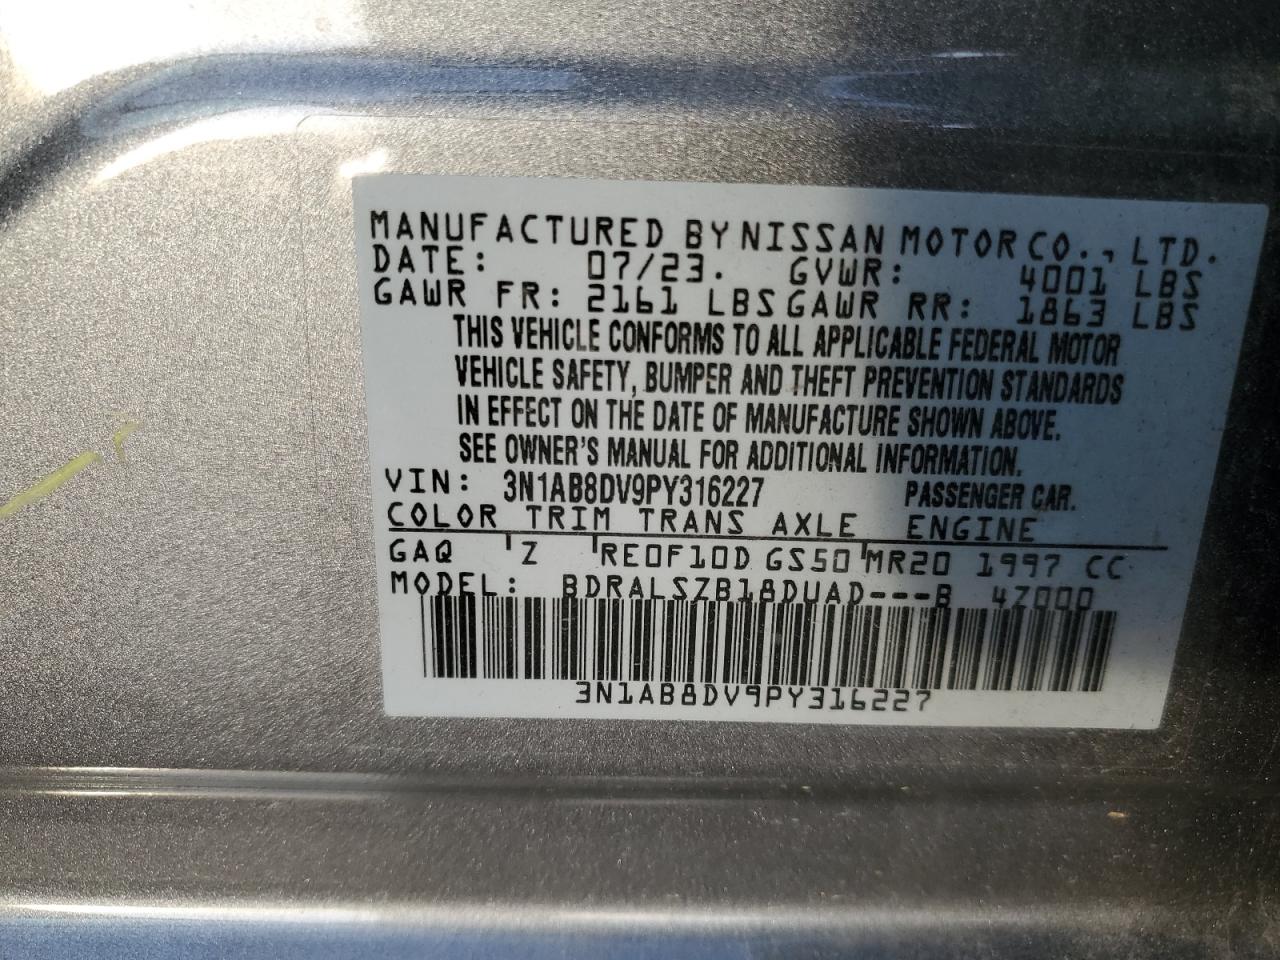 MANUFACTURED BY NISSAN MOTOR CO., LTD.
DATE: 07/23. GVWR: 4001 LBS
GAWR FR: 2161 LBS GAWR RR: 1863 LBS
THIS VEHICLE CONFORMS TO ALL APPLICABLE FEDERAL MOTOR
VEHICLE SAFETY, BUMPER AND THEFT PREVENTION STANDARDS
IN EFFECT ON THE DATE OF MANUFACTURE SHOWN ABOVE.
SEE OWNER'S MANUAL FOR ADDITIONAL INFORMATION.
VIN: 3N1AB8DV9PY316227 PASSENGER CAR.
COLOR TRIM TRANS AXLE ENGINE
GAQ Z RE0F10D GS50 MR20 1997 CC
MODEL: BDRALSZB18DUAD---B 4Z000
3N1AB8DV9PY316227